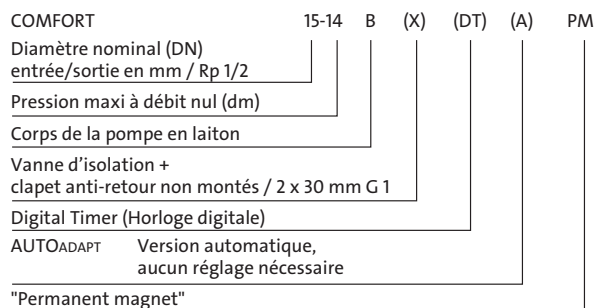 COMFORT 15-14 B (X) (DT) (A) PM
Diamètre nominal (DN)
entrée/sortie en mm / Rp 1/2
Pression maxi à débit nul (dm)
Corps de la pompe en laiton
Vanne d’isolation +
clapet anti-retour non montés / 2 x 30 mm G 1
Digital Timer (Horloge digitale)
AUTOADAPT Version automatique,
aucun réglage nécessaire
"Permanent magnet"